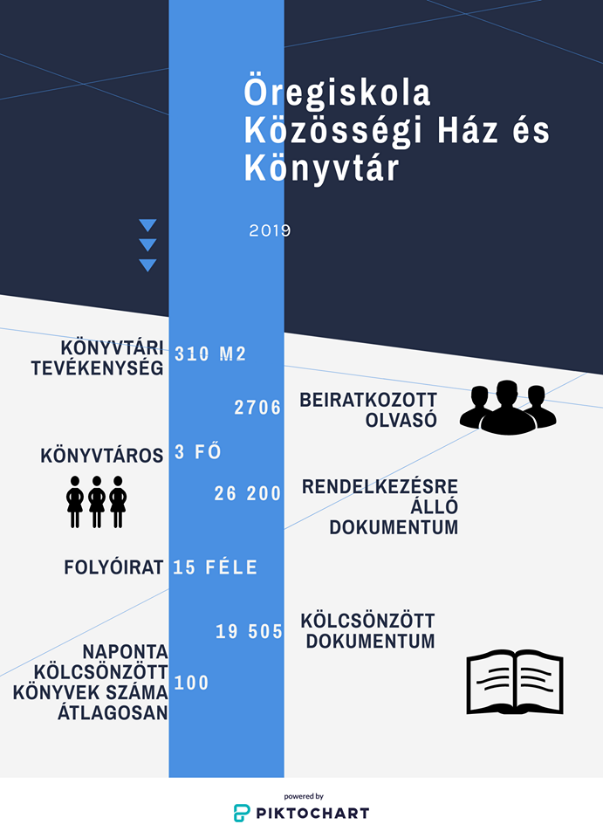 Öregiskola
Közösségi Ház és
Könyvtár
2019
KÖNYVTÁRI
TEVÉKENYSÉG
310 M2
2706
BEIRATKOZOTT
OLVASÓ
KÖNYVTÁROS
3 FŐ
26 200
RENDELKEZÉSRE
ÁLLÓ
DOKUMENTUM
FOLYÓIRAT
15 FÉLE
19 505
KÖLCSÖNZÖTT
DOKUMENTUM
NAPONTA
KÖLCSÖNZÖTT
KÖNYVEK SZÁMA
ÁTLAGOSAN
100
powered by
PIKTOCHART